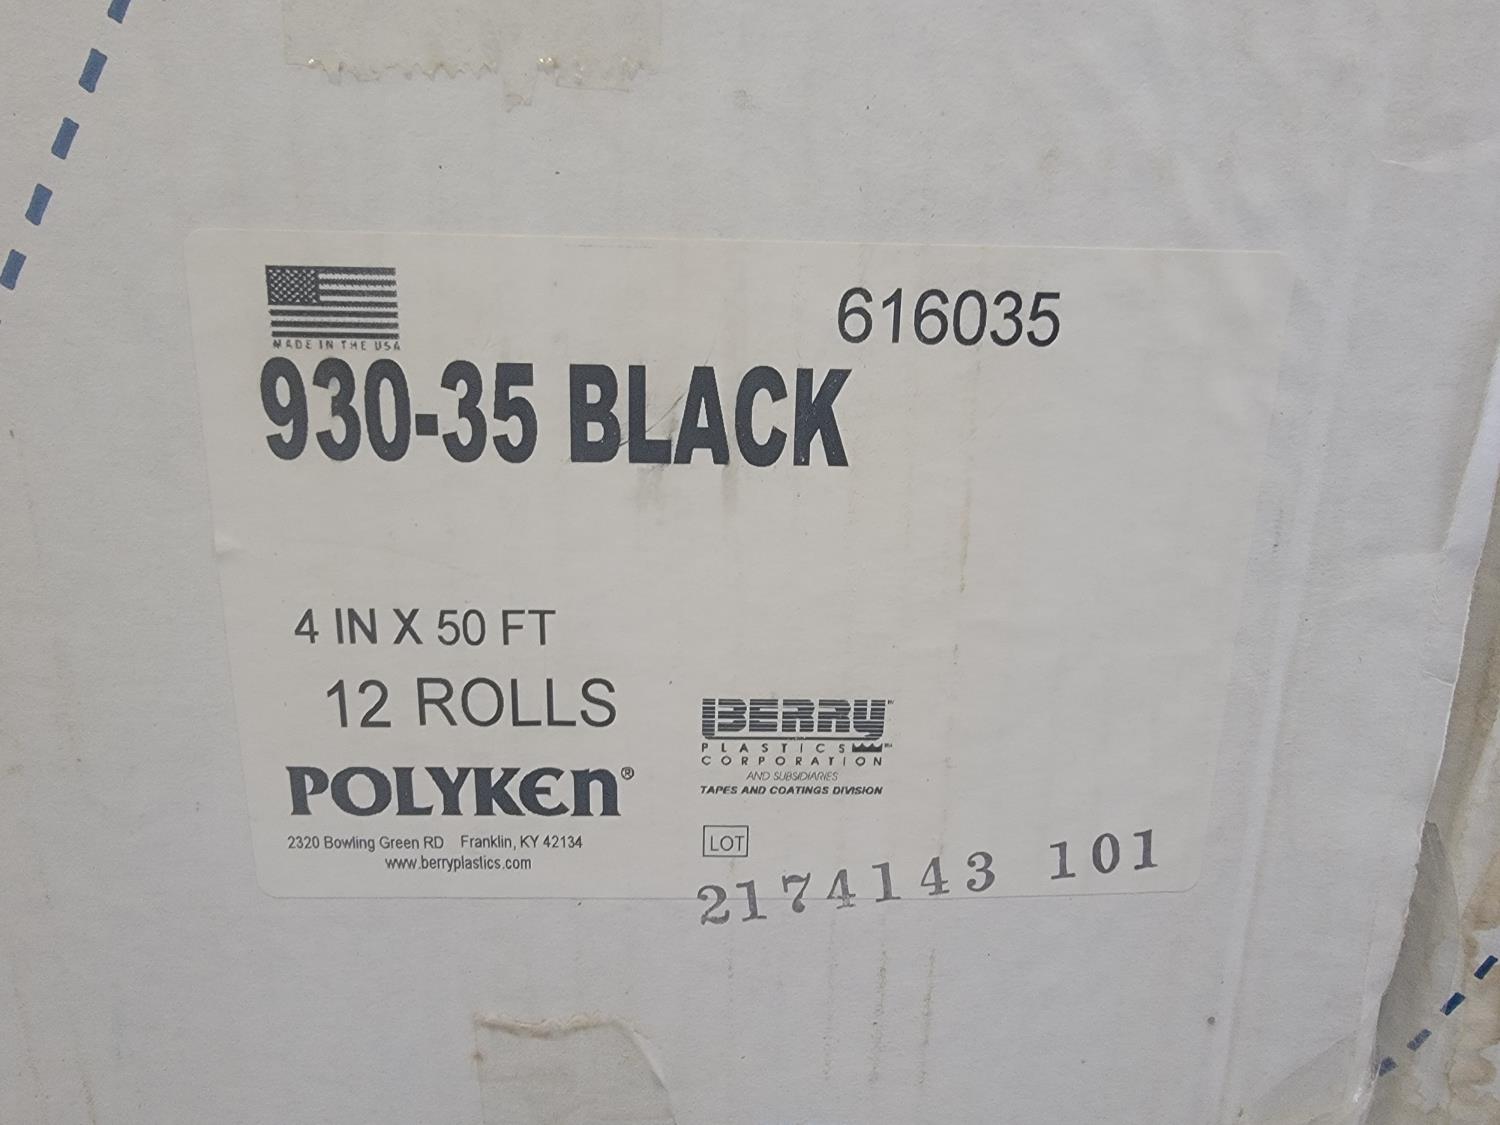 616035
MADE IN THE USA
930-35 BLACK
4 IN X 50 FT
12 ROLLS
BERRY
PLASTICS
CORPORATION
AND SUBSIDIARIES
TAPES AND COATINGS DIVISION
POLYKEN®
2320 Bowling Green RD Franklin, KY 42134
www.berryplastics.com
LOT
2174143 101